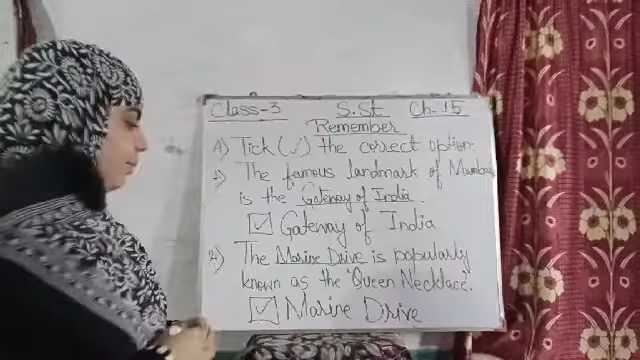 Class-3 S.St Ch-15
Remember
A) Tick (✓) the correct option:
1) The famous landmark of Mumbai
is the Gateway of India.
☑ Gateway of India
2) The Marine Drive is popularly
known as the "Queen Necklace".
☑ Marine Drive